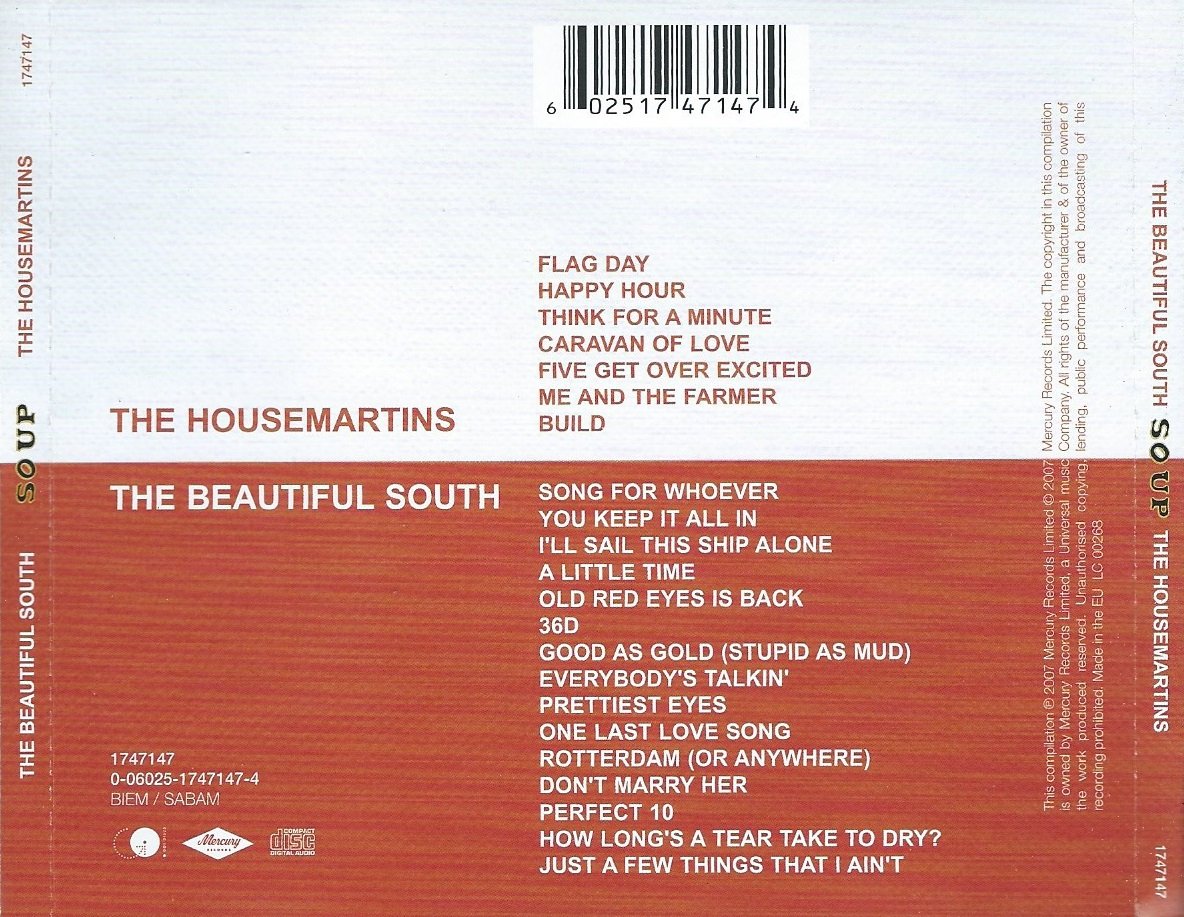 1747147
THE HOUSEMARTINS
SOUP
THE BEAUTIFUL SOUTH
6 02517 47147 4
FLAG DAY
HAPPY HOUR
THINK FOR A MINUTE
CARAVAN OF LOVE
FIVE GET OVER EXCITED
ME AND THE FARMER
BUILD
THE HOUSEMARTINS
THE BEAUTIFUL SOUTH
SONG FOR WHOEVER
YOU KEEP IT ALL IN
I'LL SAIL THIS SHIP ALONE
A LITTLE TIME
OLD RED EYES IS BACK
36D
GOOD AS GOLD (STUPID AS MUD)
EVERYBODY'S TALKIN'
PRETTIEST EYES
ONE LAST LOVE SONG
ROTTERDAM (OR ANYWHERE)
DON'T MARRY HER
PERFECT 10
HOW LONG'S A TEAR TAKE TO DRY?
JUST A FEW THINGS THAT I AIN'T
1747147
0-06025-1747147-4
BIEM / SABAM
Mercury
RECORDS
COMPACT
disc
DIGITAL AUDIO
This compilation ℗ 2007 Mercury Records Limited © 2007 Mercury Records Limited. The copyright in this compilation
is owned by Mercury Records Limited, a Universal music Company. All rights of the manufacturer & of the owner of
the work produced reserved. Unauthorised copying, lending, public performance and broadcasting of this
recording prohibited. Made in the EU LC 00268
THE BEAUTIFUL SOUTH
SOUP
THE HOUSEMARTINS
1747147